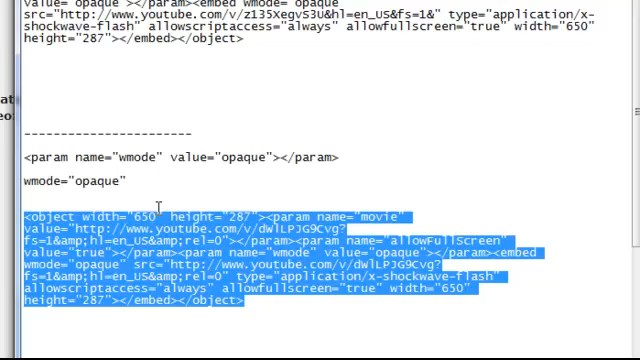 value="opaque"></param><embed wmode="opaque"
src="http://www.youtube.com/v/z135XegvS3U&hl=en_US&fs=1&" type="application/x-
shockwave-flash" allowscriptaccess="always" allowfullscreen="true" width="650"
height="287"></embed></object>
-----------------------
<param name="wmode" value="opaque"></param>
wmode="opaque"
<object width="650" height="287"><param name="movie"
value="http://www.youtube.com/v/dWlLPJG9Cvg?
fs=1&amp;hl=en_US&amp;rel=0"></param><param name="allowFullScreen"
value="true"></param><param name="wmode" value="opaque"></param><embed
wmode="opaque" src="http://www.youtube.com/v/dWlLPJG9Cvg?
fs=1&amp;hl=en_US&amp;rel=0" type="application/x-shockwave-flash"
allowscriptaccess="always" allowfullscreen="true" width="650"
height="287"></embed></object>